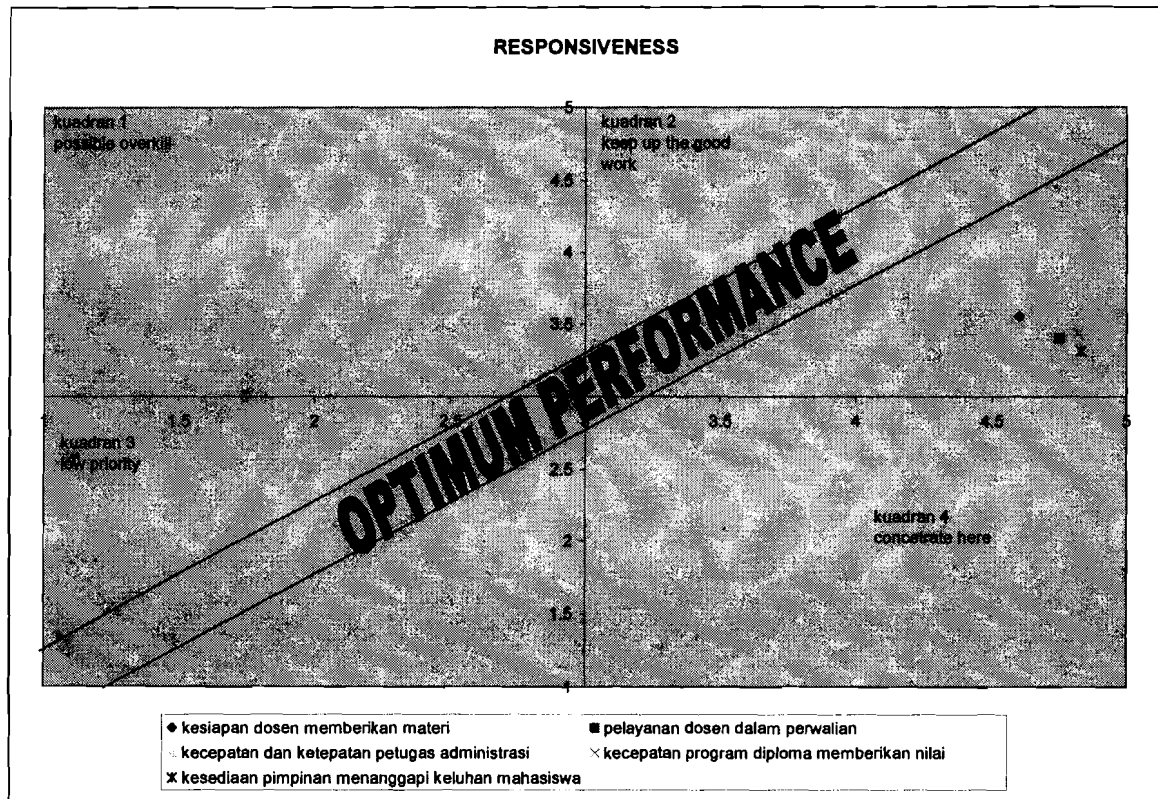 RESPONSIVENESS
kuadran 1
possible overkill
kuadran 2
keep up the good
work
5
4.5
4
3.5
1
1.5
2
2.5
3.5
4
4.5
5
kuadran 3
low priority
2.5
2
1.5
1
kuadran 4
concetrate here
OPTIMUM PERFORMANCE
kesiapan dosen memberikan materi
pelayanan dosen dalam perwalian
kecepatan dan ketepatan petugas administrasi
kecepatan program diploma memberikan nilai
kesediaan pimpinan menanggapi keluhan mahasiswa